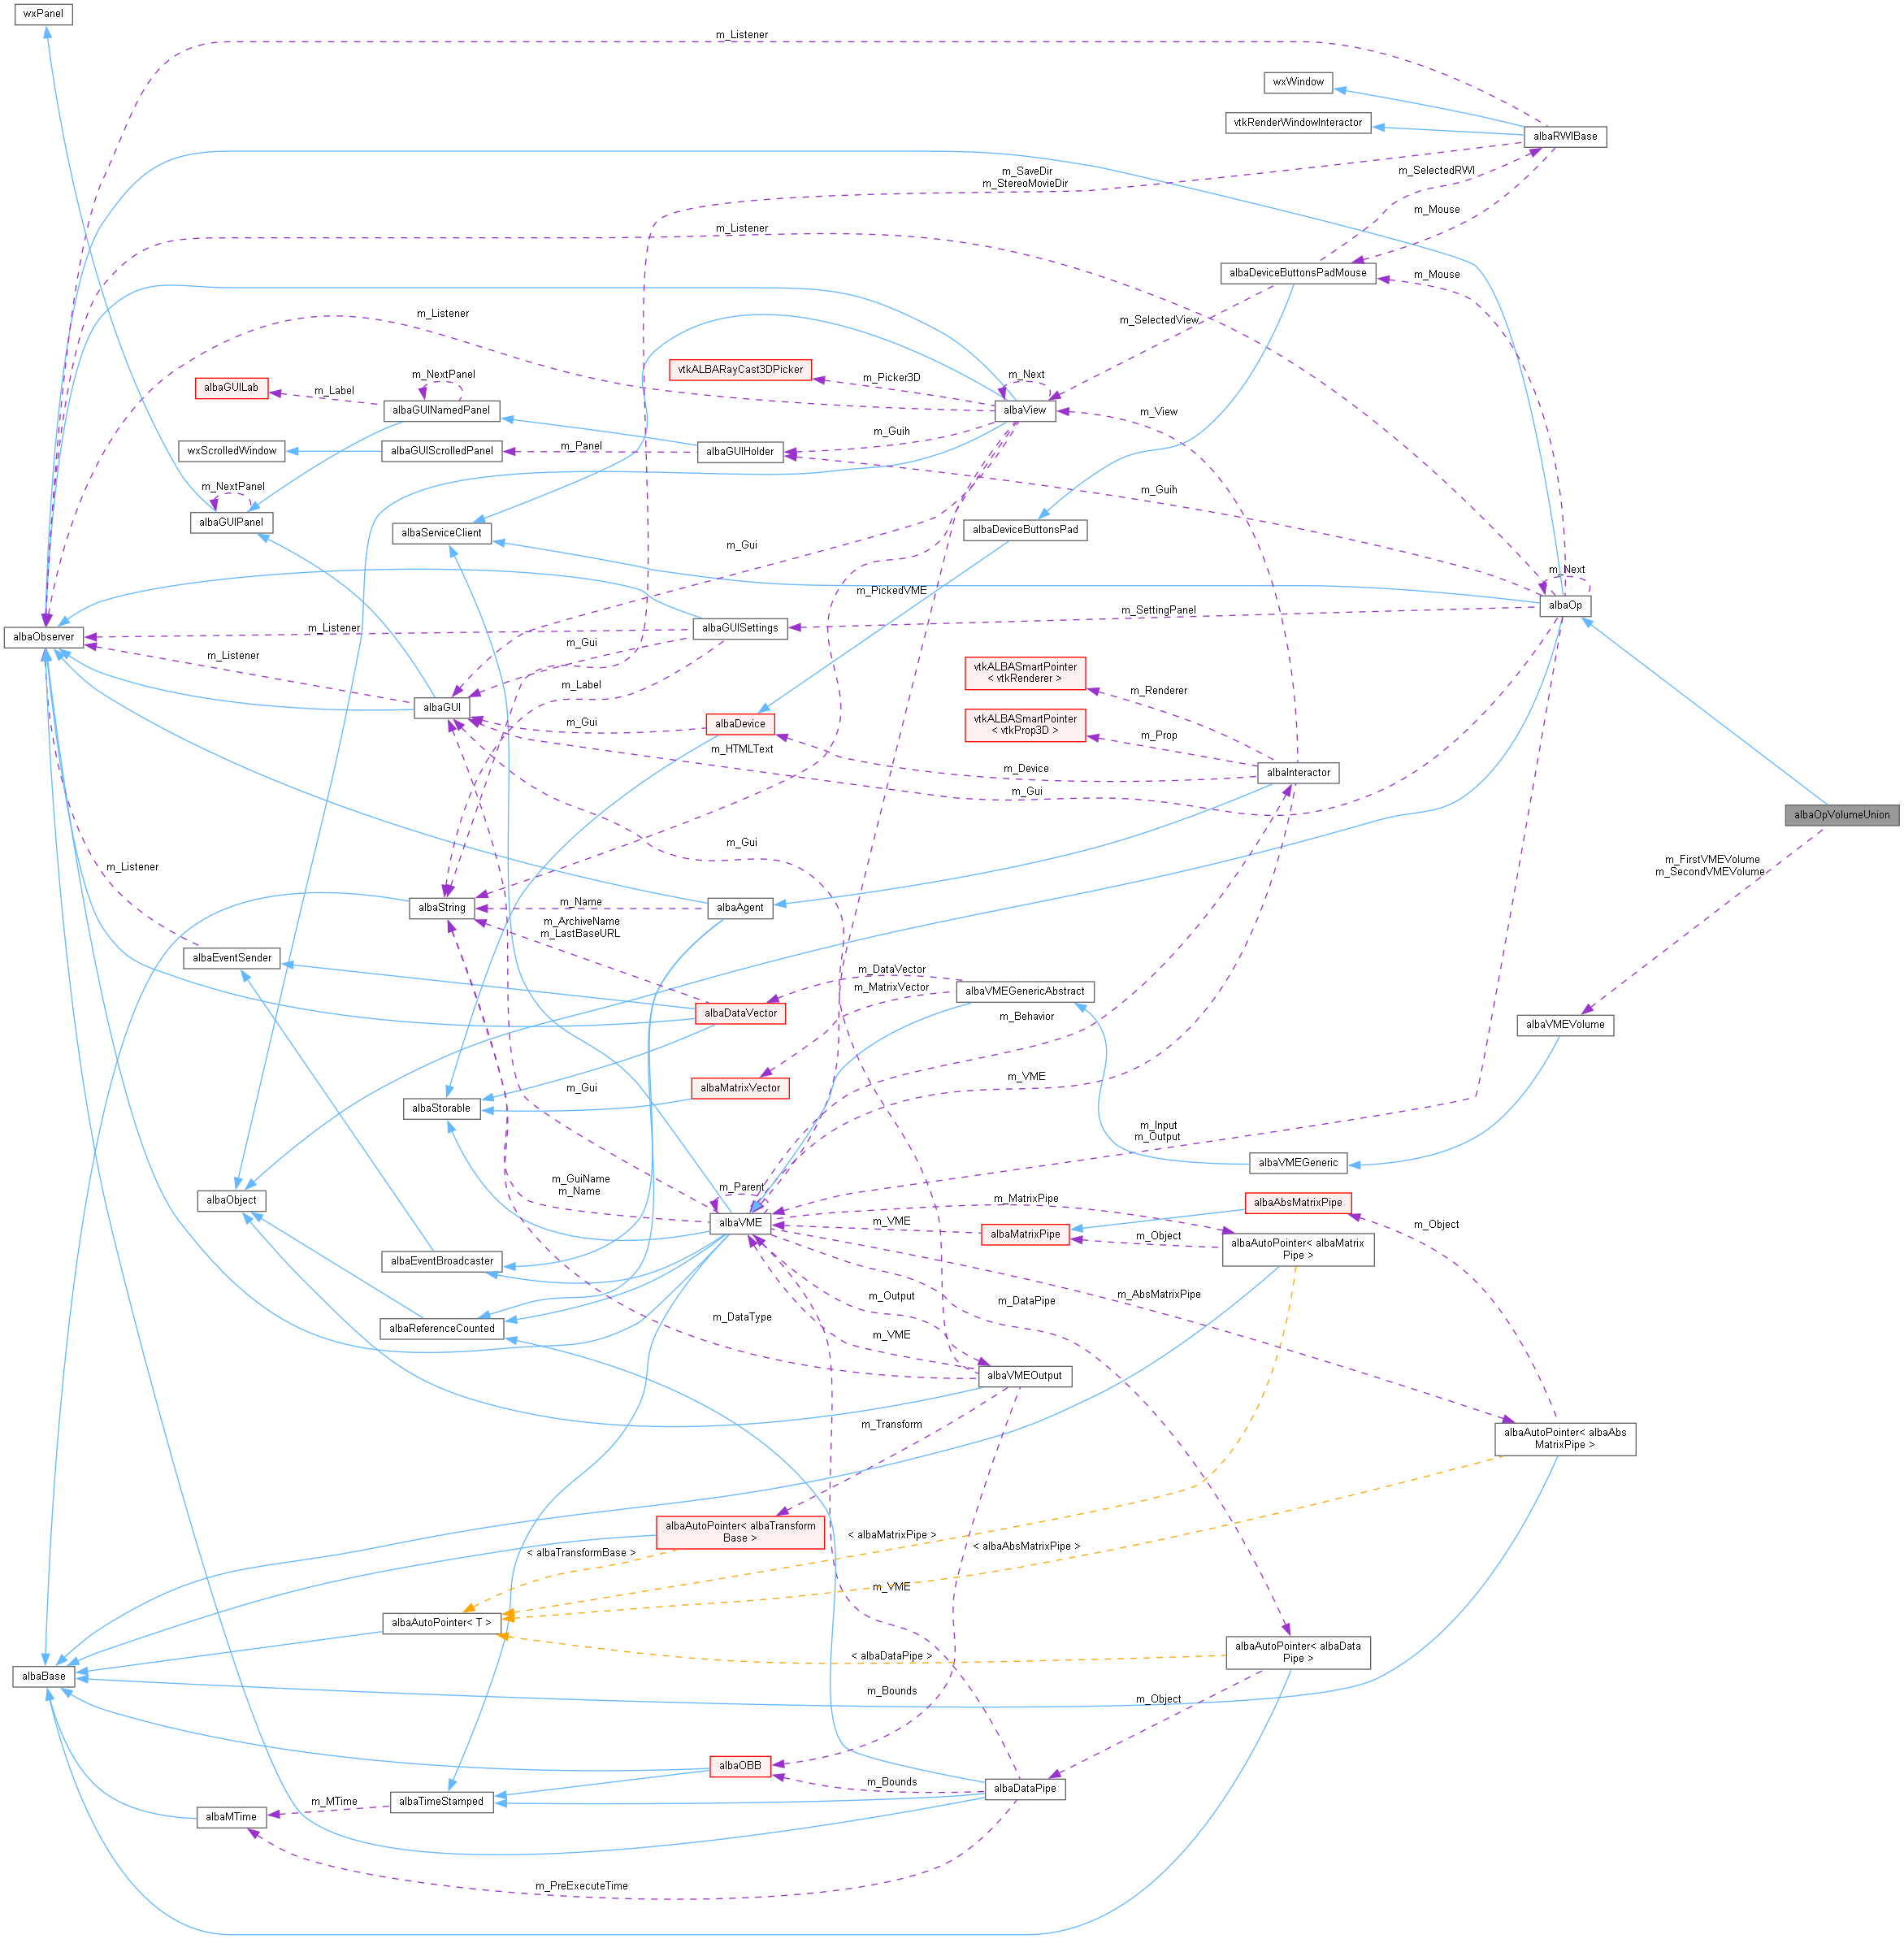 wxPanel
m_Listener
wxWindow
vtkRenderWindowInteractor
albaRWIBase
m_SaveDir
m_StereoMovieDir
m_SelectedRWI
m_Mouse
m_Listener
albaDeviceButtonsPadMouse
m_Mouse
m_Listener
m_SelectedView
vtkALBARayCast3DPicker
m_Picker3D
m_Next
albaGUILab
m_Label
m_NextPanel
albaGUINamedPanel
albaView
m_View
m_Guih
wxScrolledWindow
albaGUIScrolledPanel
m_Panel
albaGUIHolder
m_NextPanel
m_Guih
albaGUIPanel
albaServiceClient
albaDeviceButtonsPad
m_Gui
m_Next
m_PickedVME
albaOp
m_SettingPanel
albaObserver
m_Listener
albaGUISettings
m_Gui
m_Listener
vtkALBASmartPointer
< vtkRenderer >
m_Label
m_Renderer
albaGUI
m_Gui
albaDevice
vtkALBASmartPointer
< vtkProp3D >
m_Prop
m_HTMLText
m_Device
albaInteractor
m_Gui
albaOpVolumeUnion
m_Gui
m_Listener
m_FirstVMEVolume
m_SecondVMEVolume
albaString
m_Name
albaAgent
m_ArchiveName
m_LastBaseURL
albaEventSender
m_DataVector
m_MatrixVector
albaVMEGenericAbstract
albaDataVector
m_Behavior
albaVMEVolume
m_Gui
albaMatrixVector
m_VME
albaStorable
m_Input
m_Output
albaVMEGeneric
m_GuiName
m_Name
m_Parent
albaObject
albaVME
m_MatrixPipe
albaAbsMatrixPipe
m_VME
albaMatrixPipe
m_Object
m_Object
albaAutoPointer< albaMatrix
Pipe >
albaEventBroadcaster
m_Output
m_DataPipe
m_AbsMatrixPipe
albaReferenceCounted
m_DataType
m_VME
albaVMEOutput
m_Transform
albaAutoPointer< albaAbs
MatrixPipe >
albaAutoPointer< albaTransform
Base >
< albaMatrixPipe >
< albaTransformBase >
< albaAbsMatrixPipe >
m_VME
albaAutoPointer< T >
albaAutoPointer< albaData
Pipe >
< albaDataPipe >
albaBase
m_Bounds
m_Object
albaOBB
m_Bounds
albaDataPipe
m_MTime
albaTimeStamped
albaMTime
m_PreExecuteTime